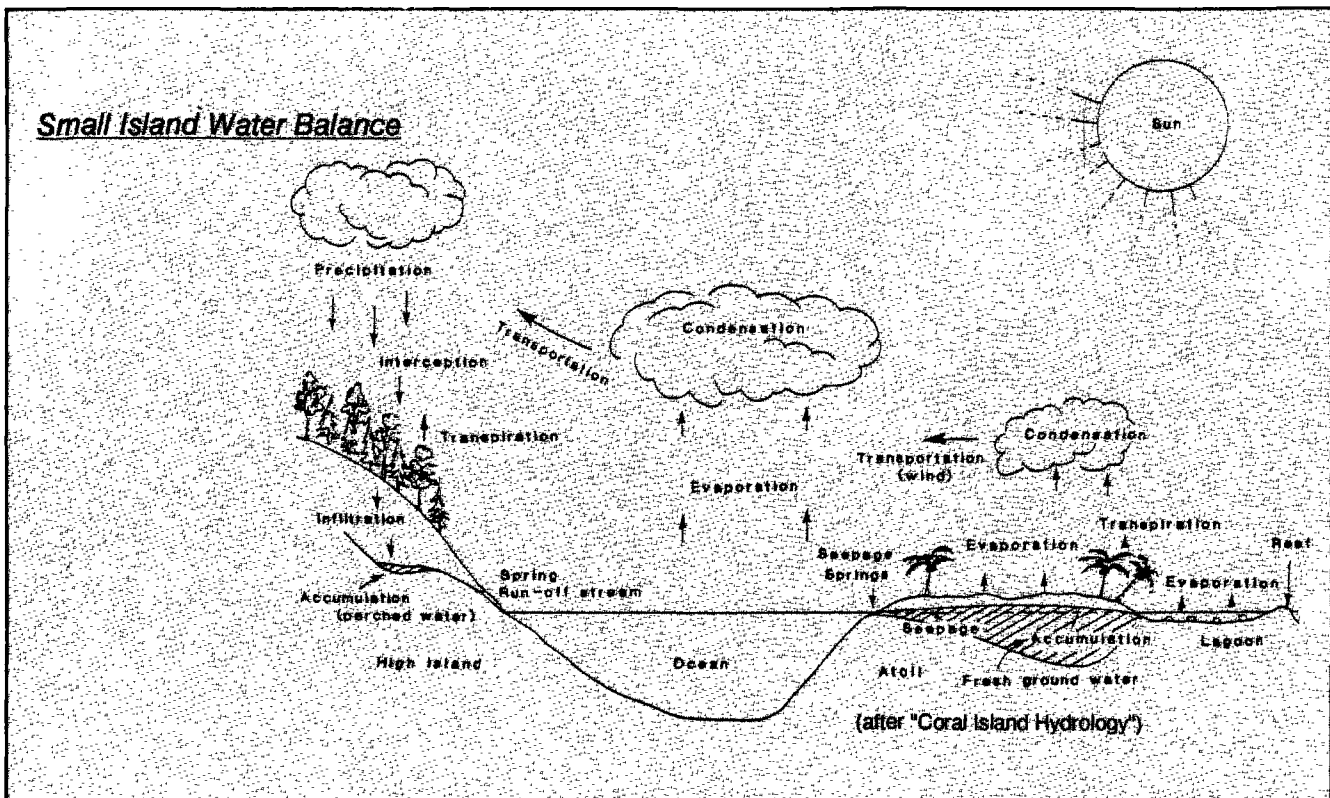 Small Island Water Balance
Sun
Precipitation
Interception
Transportation
Condensation
Transpiration
Evaporation
Condensation
Transportation
(wind)
Infiltration
Accumulation
(perched water)
Spring
Run-off stream
Seepage
Springs
Evaporation
Transpiration
Evaporation
Reef
Seepage
Accumulation
Lagoon
High Island
Ocean
Atoll
Fresh ground water
(after "Coral Island Hydrology")